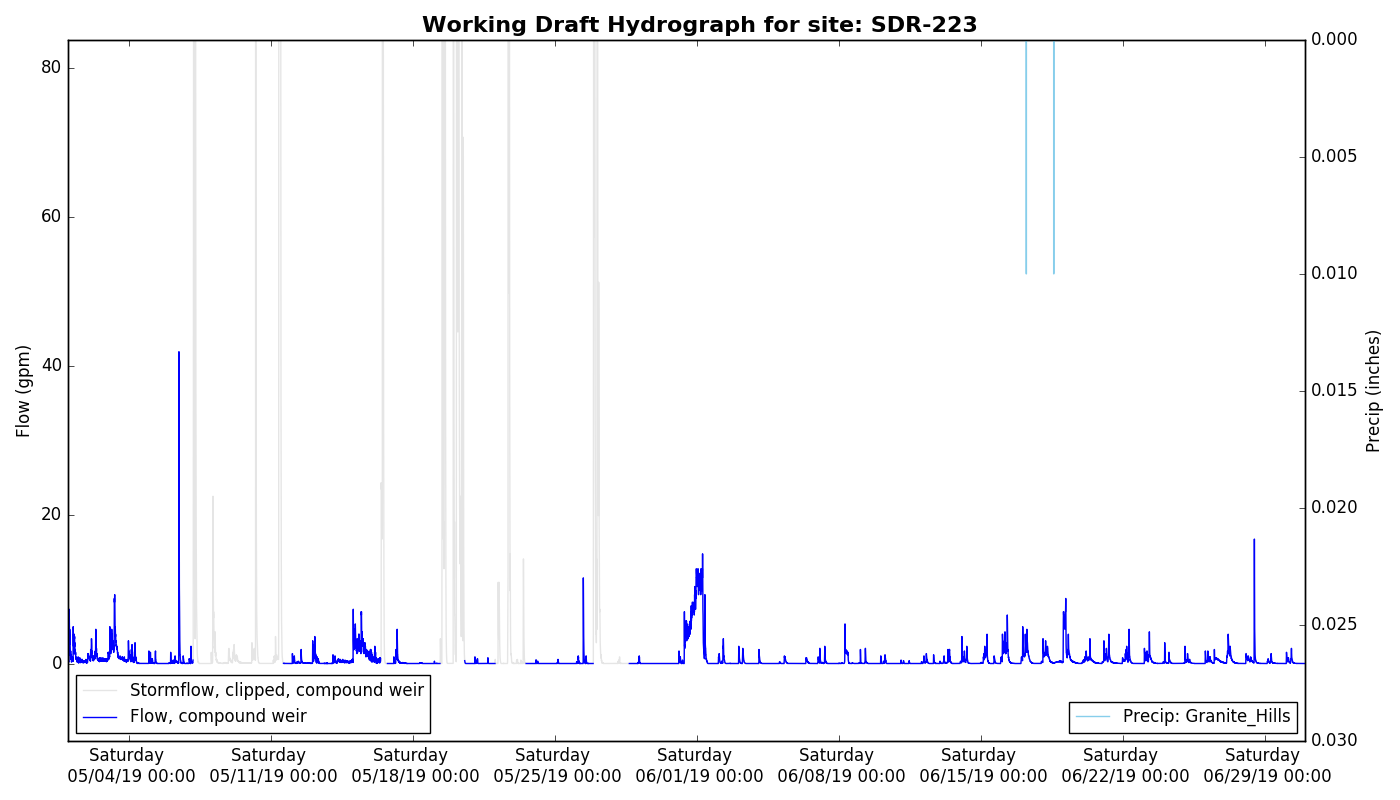 Working Draft Hydrograph for site: SDR-223
80
60
40
20
0
Flow (gpm)
0.000
0.005
0.010
0.015
0.020
0.025
0.030
Precip (inches)
Stormflow, clipped, compound weir
Flow, compound weir
Precip: Granite_Hills
Saturday Saturday Saturday Saturday Saturday Saturday Saturday Saturday Saturday
05/04/19 00:00 05/11/19 00:00 05/18/19 00:00 05/25/19 00:00 06/01/19 00:00 06/08/19 00:00 06/15/19 00:00 06/22/19 00:00 06/29/19 00:00